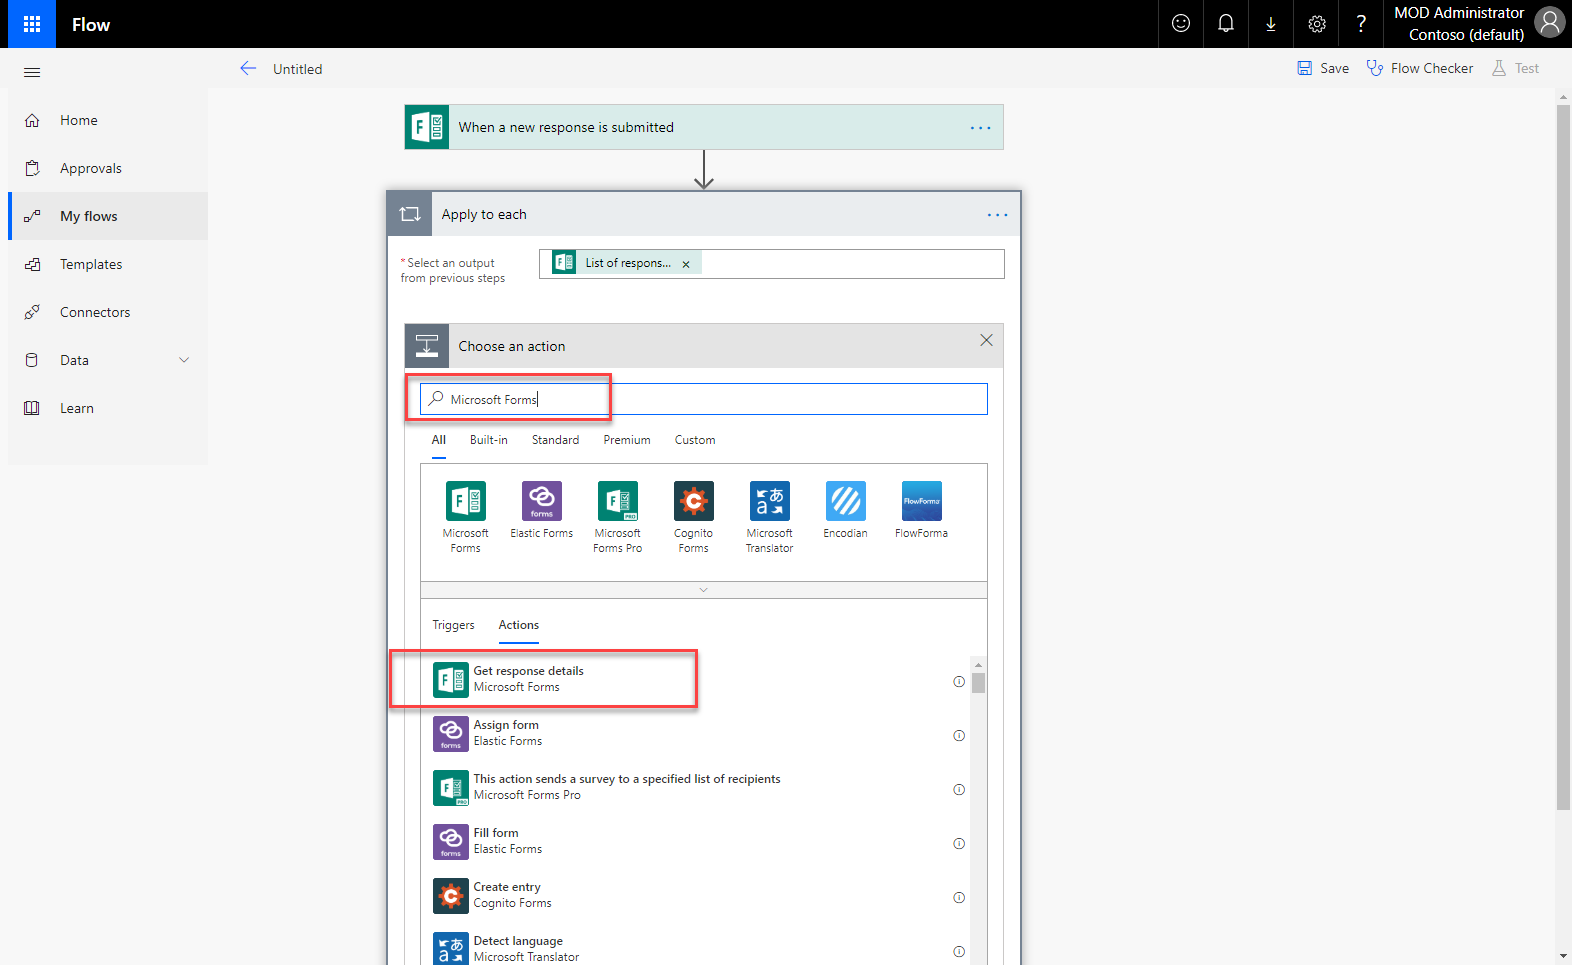 Flow
MOD Administrator
Contoso (default)
?
Untitled
Save
Flow Checker
Test
Home
Approvals
My flows
Templates
Connectors
Data
Learn
When a new response is submitted
Apply to each
*Select an output
from previous steps
List of respons... ×
Choose an action
Microsoft Forms
All Built-in Standard Premium Custom
Microsoft
Forms
forms
Elastic Forms
PRO
Microsoft
Forms Pro
Cognito
Forms
Microsoft
Translator
Encodian
FlowForma
FlowForma
Triggers Actions
Get response details
Microsoft Forms
Assign form
Elastic Forms
This action sends a survey to a specified list of recipients
Microsoft Forms Pro
Fill form
Elastic Forms
Create entry
Cognito Forms
Detect language
Microsoft Translator